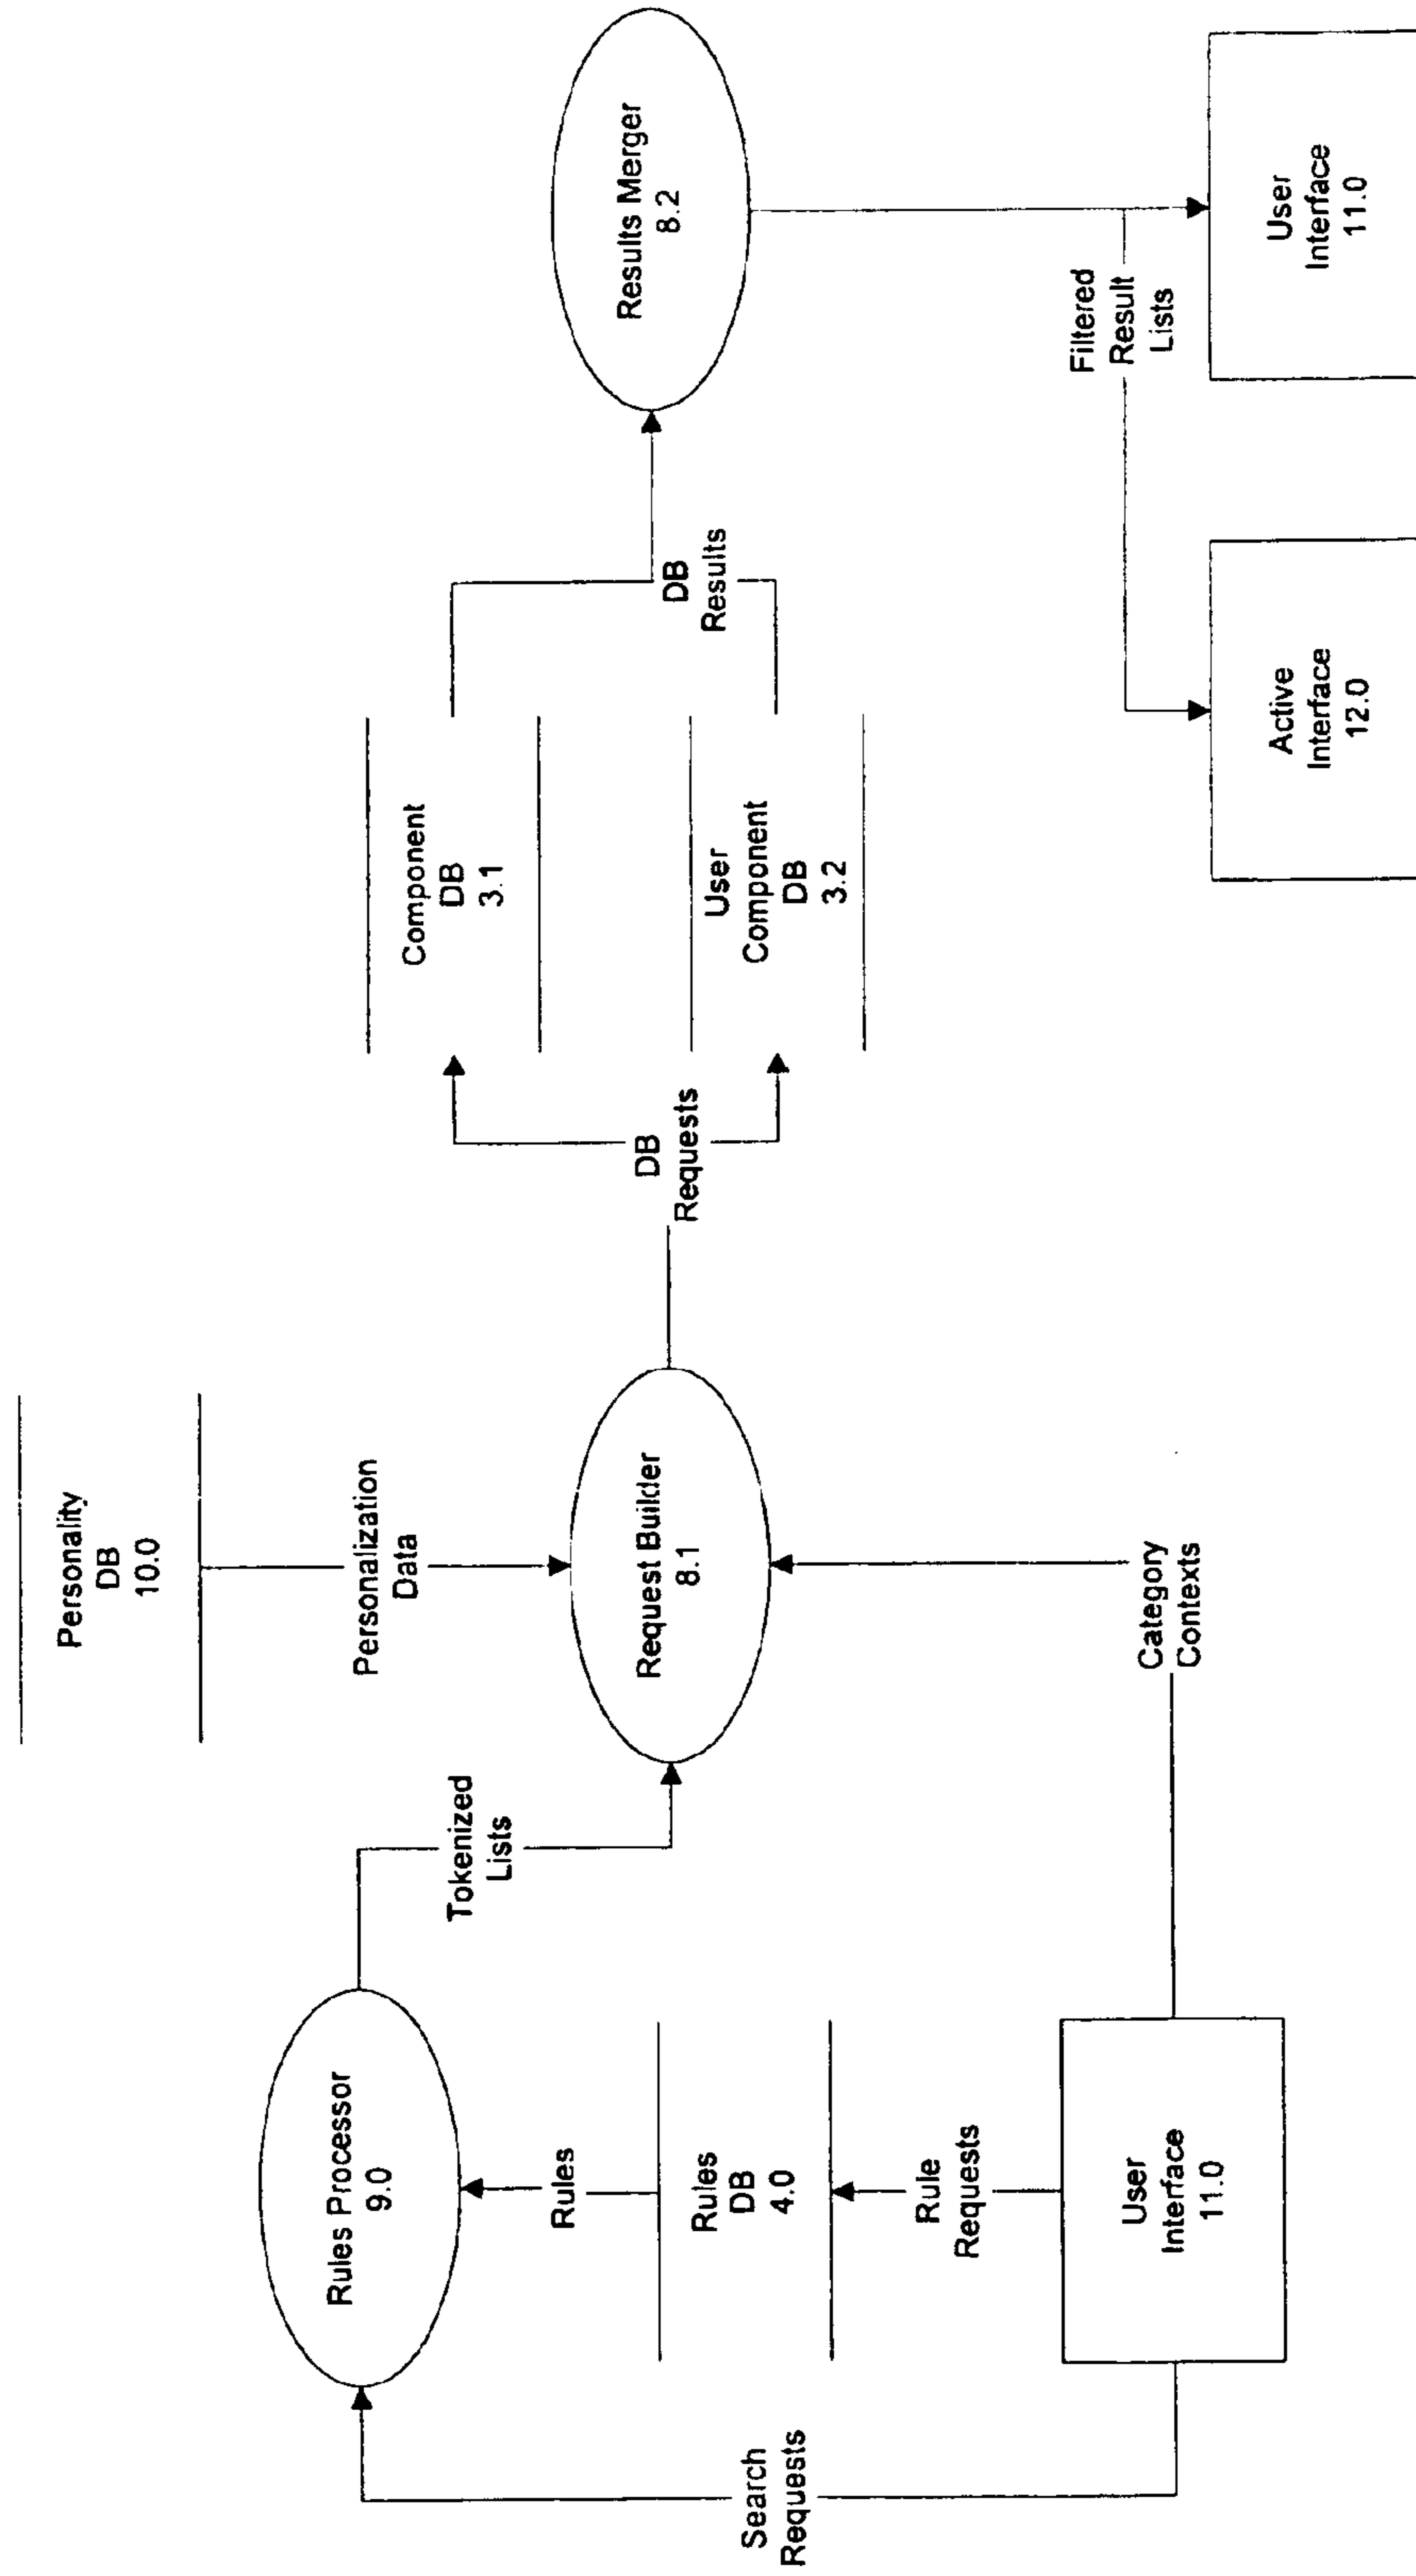 Personality
DB
10.0
Personalization
Data
Rules Processor
9.0
Tokenized
Lists
Request Builder
8.1
Rules
Rules
DB
4.0
Rule
Requests
User
Interface
11.0
Search
Requests
Category
Contexts
DB
Requests
Component
DB
3.1
User
Component
DB
3.2
DB
Results
Results Merger
8.2
Filtered
Result
Lists
Active
Interface
12.0
User
Interface
11.0